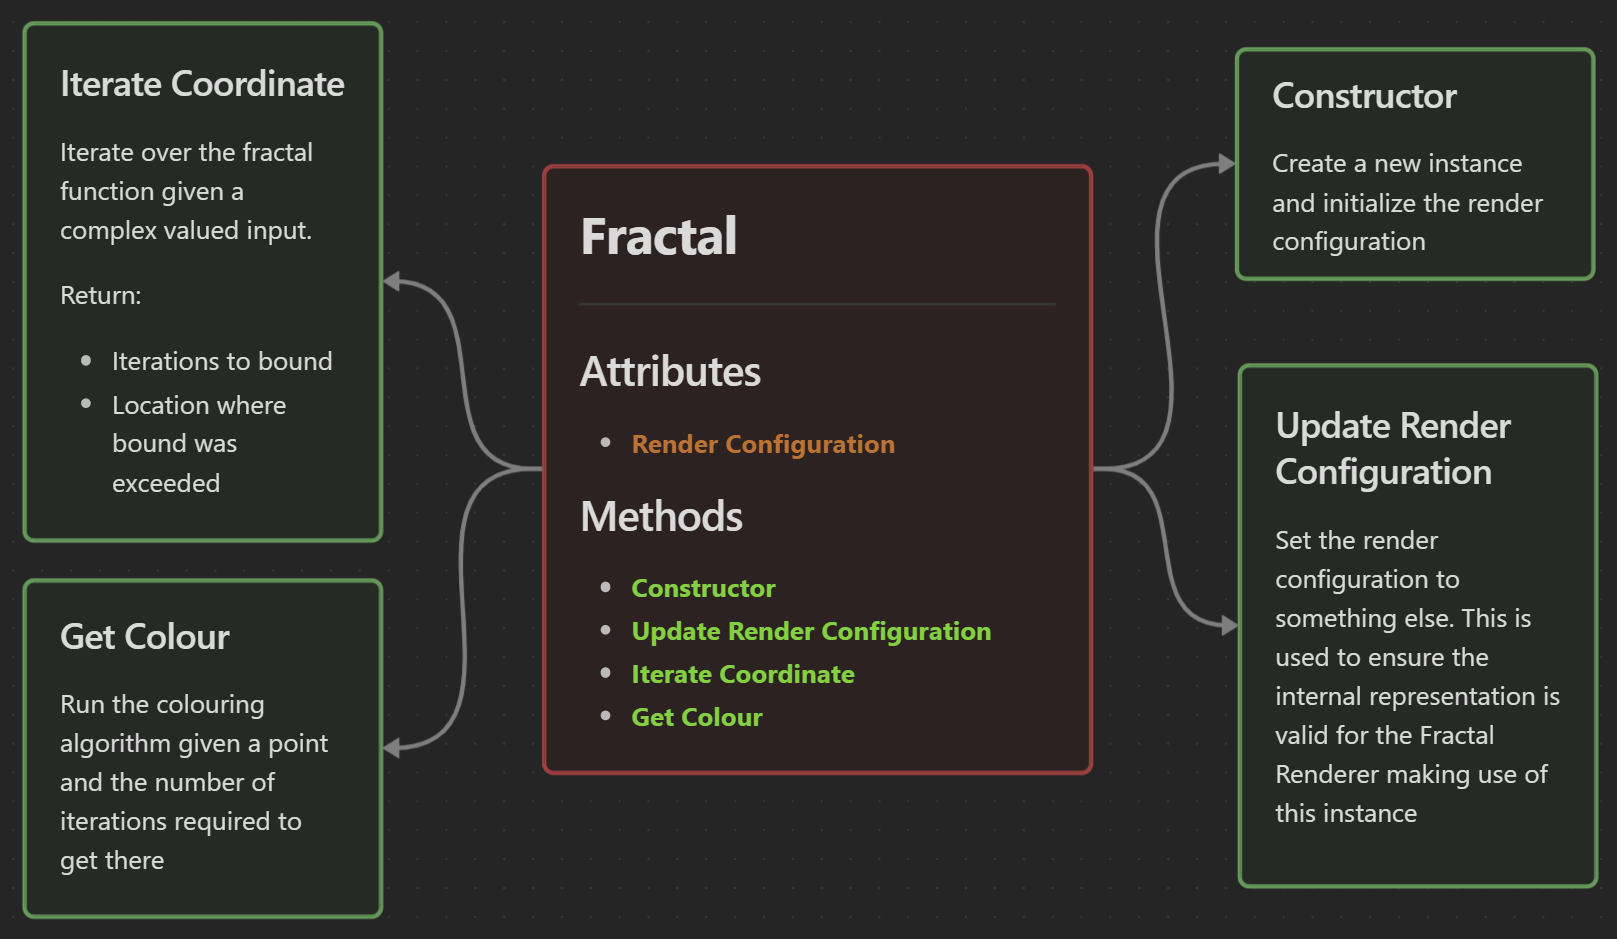 Iterate Coordinate
Iterate over the fractal
function given a
complex valued input.
Return:
Iterations to bound
Location where
bound was
exceeded
Get Colour
Run the colouring
algorithm given a point
and the number of
iterations required to
get there
Fractal
Attributes
Render Configuration
Methods
Constructor
Update Render Configuration
Iterate Coordinate
Get Colour
Constructor
Create a new instance
and initialize the render
configuration
Update Render
Configuration
Set the render
configuration to
something else. This is
used to ensure the
internal representation is
valid for the Fractal
Renderer making use of
this instance